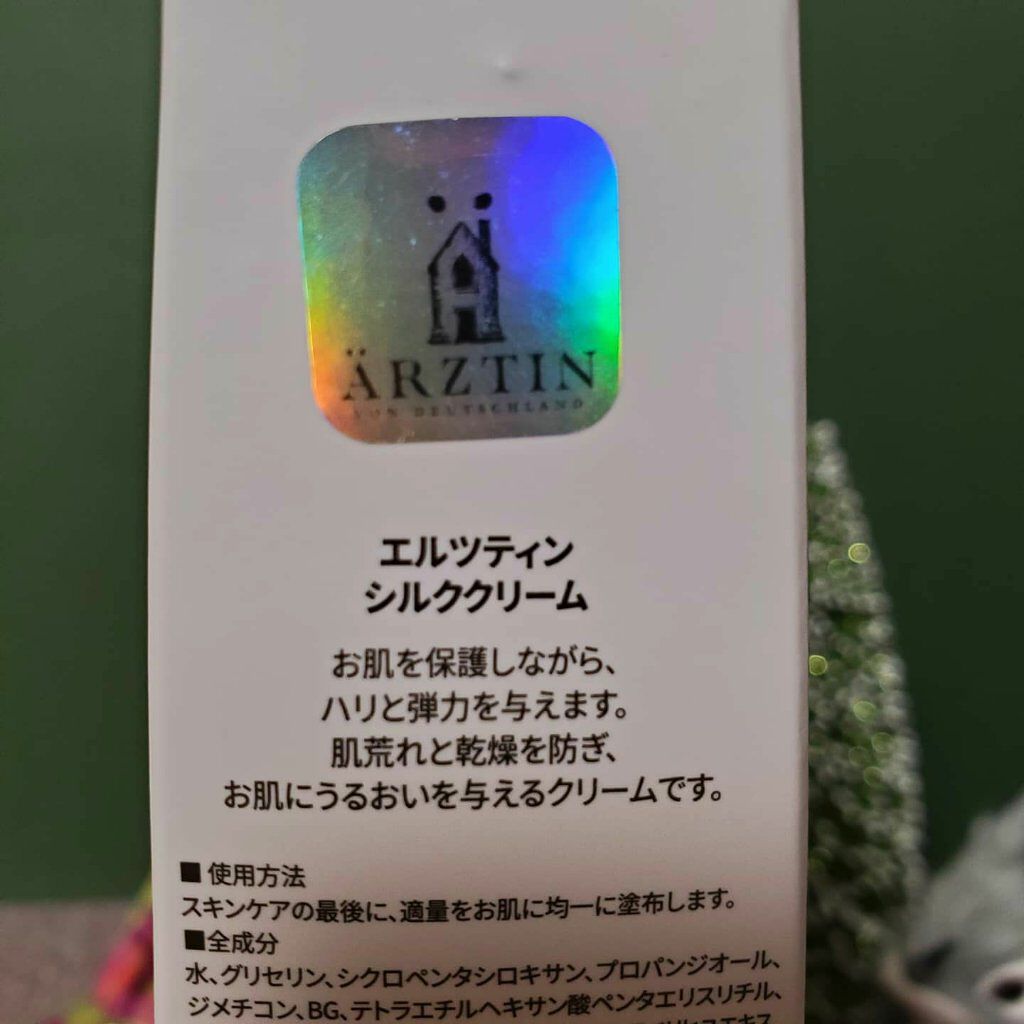 ÄRZTIN
VON DEUTSCHLAND
エルツティン
シルククリーム
お肌を保護しながら、
ハリと弾力を与えます。
肌荒れと乾燥を防ぎ、
お肌にうるおいを与えるクリームです。
■使用方法
スキンケアの最後に、適量をお肌に均一に塗布します。
■全成分
水、グリセリン、シクロペンタシロキサン、プロパンジオール、
ジメチコン、BG、テトラエチルヘキサン酸ペンタエリスリチル、